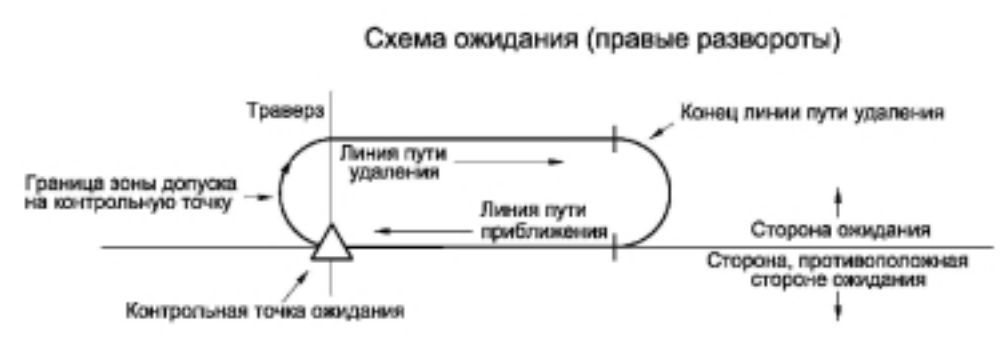 Схема ожидания (правые развороты)
Траверз
Конец линии пути удаления
Линия пути
удаления
Граница зоны допуска
на контрольную точку
Линия пути
приближения
Сторона ожидания
Сторона, противоположная
стороне ожидания
Контрольная точка ожидания